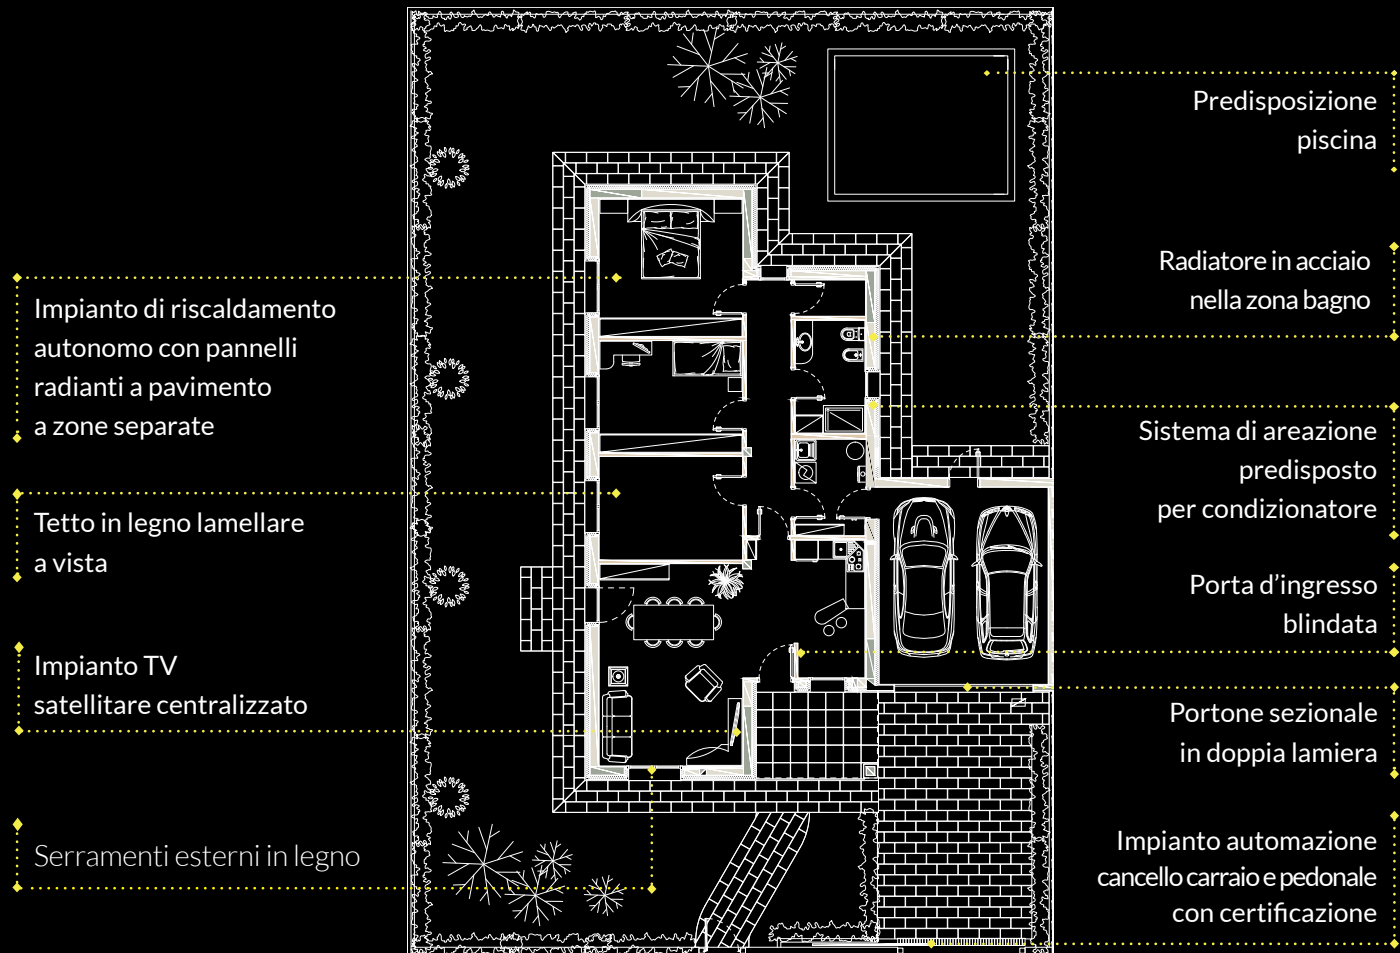 Impianto di riscaldamento
autonomo con pannelli
radianti a pavimento
a zone separate
Tetto in legno lamellare
a vista
Impianto TV
satellitare centralizzato
Serramenti esterni in legno
Predisposizione
piscina
Radiatore in acciaio
nella zona bagno
Sistema di areazione
predisposto
per condizionatore
Porta d’ingresso
blindata
Portone sezionale
in doppia lamiera
Impianto automazione
cancello carraio e pedonale
con certificazione